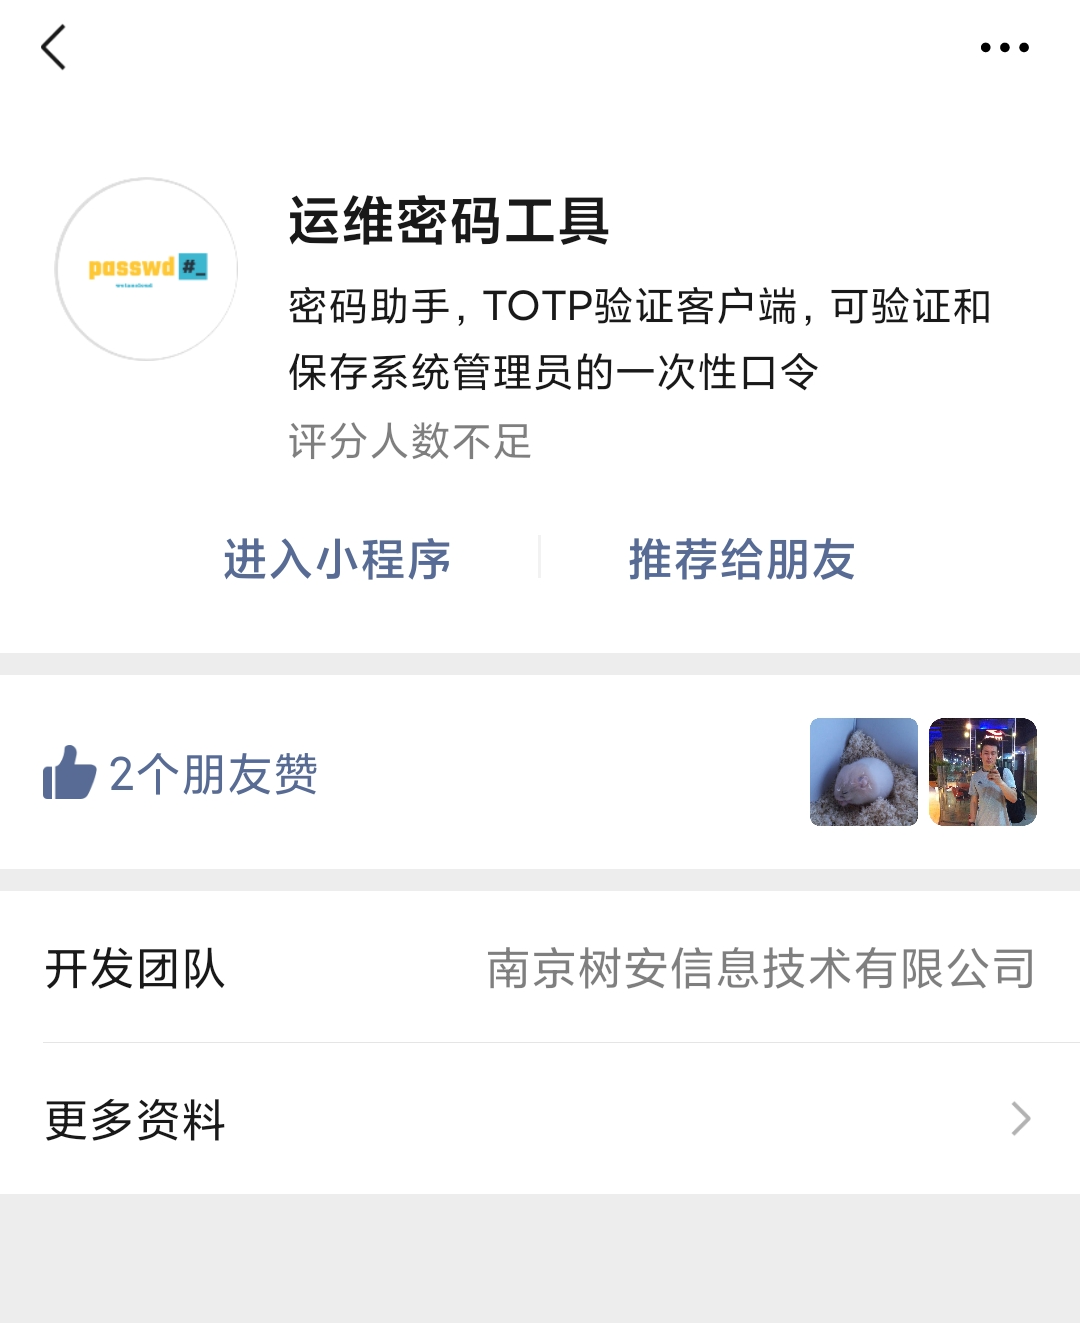 passwd #_
运维密码工具
密码助手, TOTP验证客户端, 可验证和
保存系统管理员的一次性口令
评分人数不足
进入小程序
推荐给朋友
2个朋友赞
开发团队
南京树安信息技术有限公司
更多资料